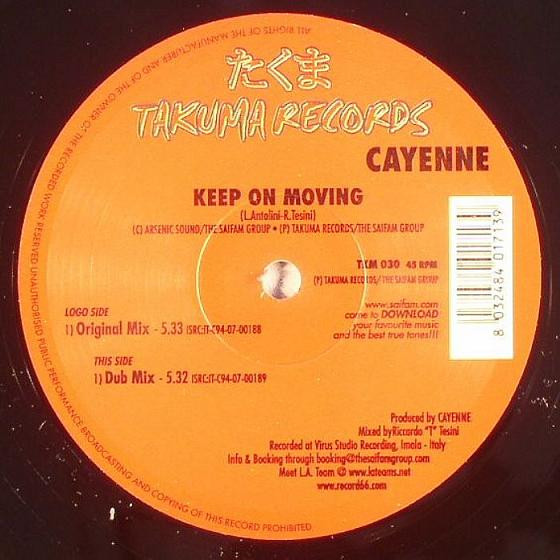 たくま
TAKUMA RECORDS
CAYENNE
KEEP ON MOVING
(L.Antolini-R.Tesini)
(C) ARSENIC SOUND/THE SAIFAM GROUP • (P) TAKUMA RECORDS/THE SAIFAM GROUP
TKM 030 45 RPM
(P) TAKUMA RECORDS/THE SAIFAM GROUP
8 032484 017139
www.saifam.com
come to DOWNLOAD
your favourite music
and the best true tones!!!
LOGO SIDE
1) Original Mix - 5.33 ISRC:IT-C94-07-00188
THIS SIDE
1) Dub Mix - 5.32 ISRC:IT-C94-07-00189
Produced by CAYENNE
Mixed by Riccardo "T" Tesini
Recorded at Virus Studio Recording, Imola - Italy
Info & Booking through booking@thesaifamgroup.com
Meet L.A. Team @ www.lateams.net
www.record66.com
ALL RIGHTS OF THE MANUFACTURER AND OF THE OWNER OF THE RECORDED WORK RESERVED UNAUTHORISED PUBLIC PERFORMANCE BROADCASTING AND COPYING OF THIS RECORD PROHIBITED